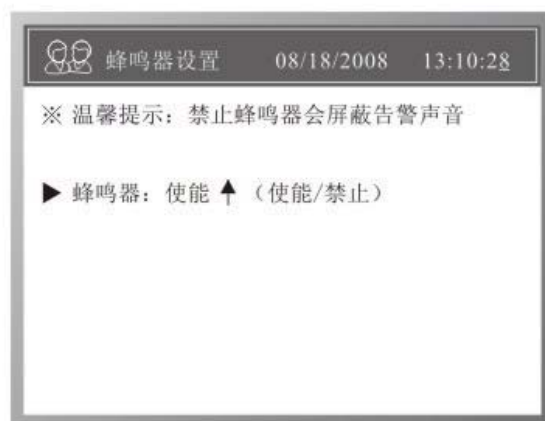 蜂鸣器设置 08/18/2008 13:10:28
※ 温馨提示：禁止蜂鸣器会屏蔽告警声音
▶ 蜂鸣器：使能 ↑ （使能/禁止）